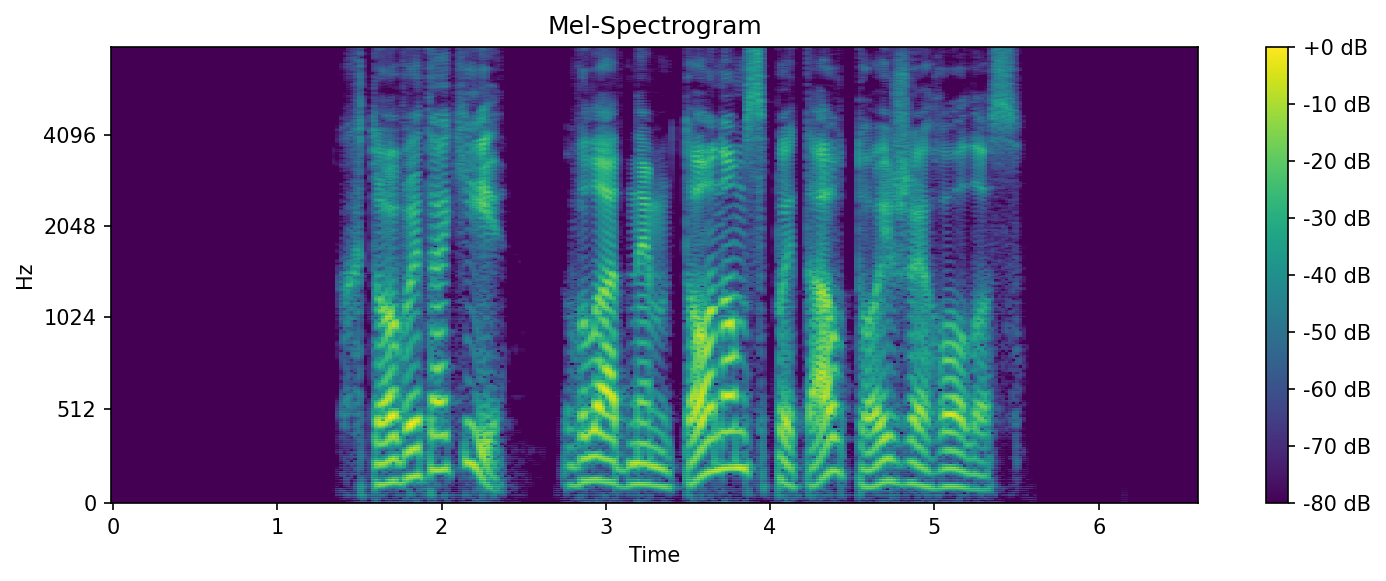 Mel-Spectrogram
+0 dB
4096
-10 dB
-20 dB
2048
-30 dB
Hz
-40 dB
1024
-50 dB
512
-60 dB
-70 dB
0
-80 dB
0 1 2 3 4 5 6
Time